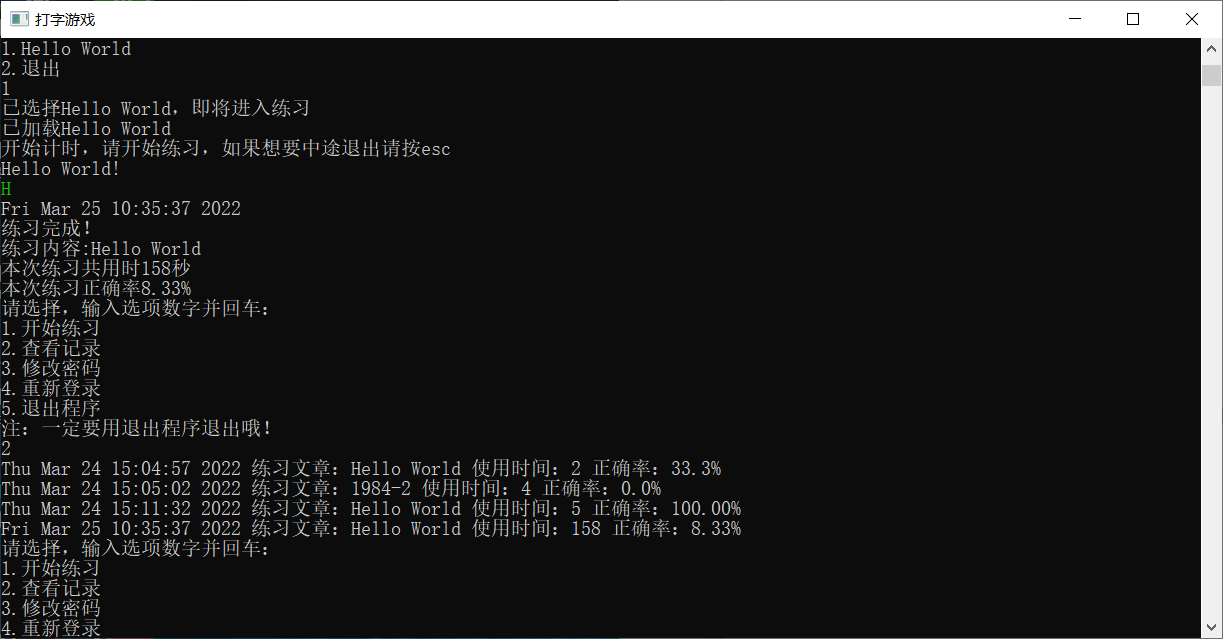 打字游戏
1.Hello World
2.退出
1
已选择Hello World，即将进入练习
已加载Hello World
开始计时，请开始练习，如果想要中途退出请按esc
Hello World!
H
Fri Mar 25 10:35:37 2022
练习完成！
练习内容:Hello World
本次练习共用时158秒
本次练习正确率8.33%
请选择，输入选项数字并回车：
1.开始练习
2.查看记录
3.修改密码
4.重新登录
5.退出程序
注：一定要用退出程序退出哦！
2
Thu Mar 24 15:04:57 2022 练习文章：Hello World 使用时间：2 正确率：33.3%
Thu Mar 24 15:05:02 2022 练习文章：1984-2 使用时间：4 正确率：0.0%
Thu Mar 24 15:11:32 2022 练习文章：Hello World 使用时间：5 正确率：100.00%
Fri Mar 25 10:35:37 2022 练习文章：Hello World 使用时间：158 正确率：8.33%
请选择，输入选项数字并回车：
1.开始练习
2.查看记录
3.修改密码
4.重新登录